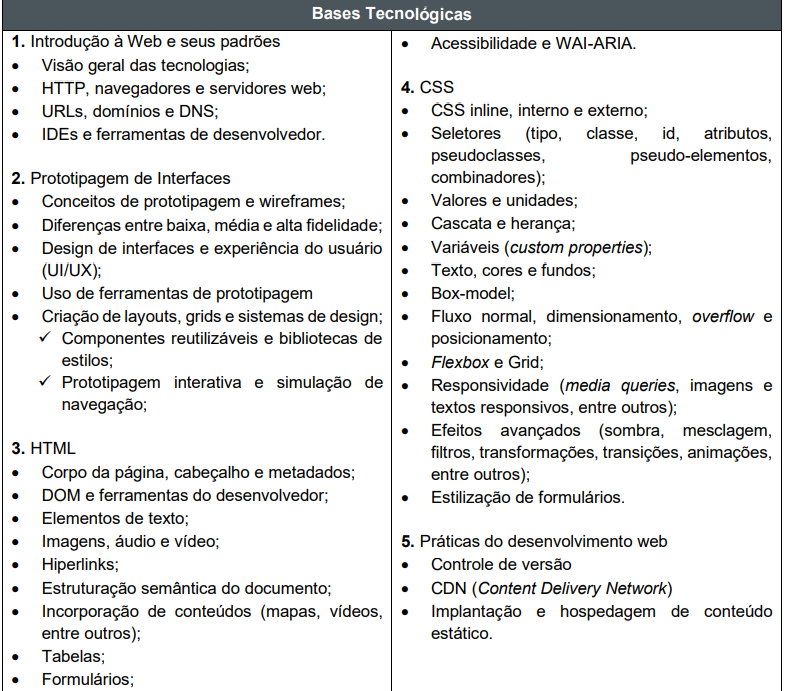 Bases Tecnológicas
1. Introdução à Web e seus padrões
• Visão geral das tecnologias;
• HTTP, navegadores e servidores web;
• URLs, domínios e DNS;
• IDEs e ferramentas de desenvolvedor.
2. Prototipagem de Interfaces
• Conceitos de prototipagem e wireframes;
• Diferenças entre baixa, média e alta fidelidade;
• Design de interfaces e experiência do usuário
(UI/UX);
• Uso de ferramentas de prototipagem
• Criação de layouts, grids e sistemas de design;
✓ Componentes reutilizáveis e bibliotecas de
estilos;
✓ Prototipagem interativa e simulação de
navegação;
3. HTML
• Corpo da página, cabeçalho e metadados;
• DOM e ferramentas do desenvolvedor;
• Elementos de texto;
• Imagens, áudio e vídeo;
• Hiperlinks;
• Estruturação semântica do documento;
• Incorporação de conteúdos (mapas, vídeos,
entre outros);
• Tabelas;
• Formulários;
• Acessibilidade e WAI-ARIA.
4. CSS
• CSS inline, interno e externo;
• Seletores (tipo, classe, id, atributos,
pseudoclasses, pseudo-elementos,
combinadores);
• Valores e unidades;
• Cascata e herança;
• Variáveis (custom properties);
• Texto, cores e fundos;
• Box-model;
• Fluxo normal, dimensionamento, overflow e
posicionamento;
• Flexbox e Grid;
• Responsividade (media queries, imagens e
textos responsivos, entre outros);
• Efeitos avançados (sombra, mesclagem,
filtros, transformações, transições, animações,
entre outros);
• Estilização de formulários.
5. Práticas do desenvolvimento web
• Controle de versão
• CDN (Content Delivery Network)
• Implantação e hospedagem de conteúdo
estático.